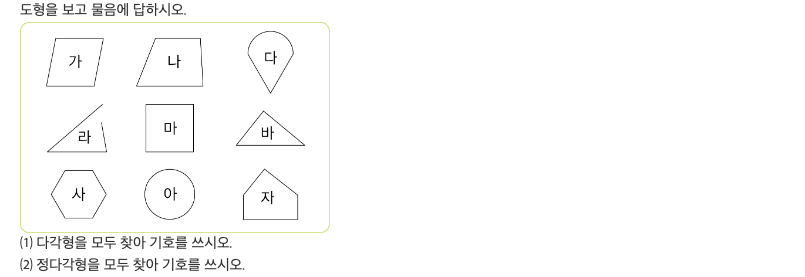 도형을 보고 물음에 답하시오.
가 나 다
라 마 바
사 아 자
(1) 다각형을 모두 찾아 기호를 쓰시오.
(2) 정다각형을 모두 찾아 기호를 쓰시오.